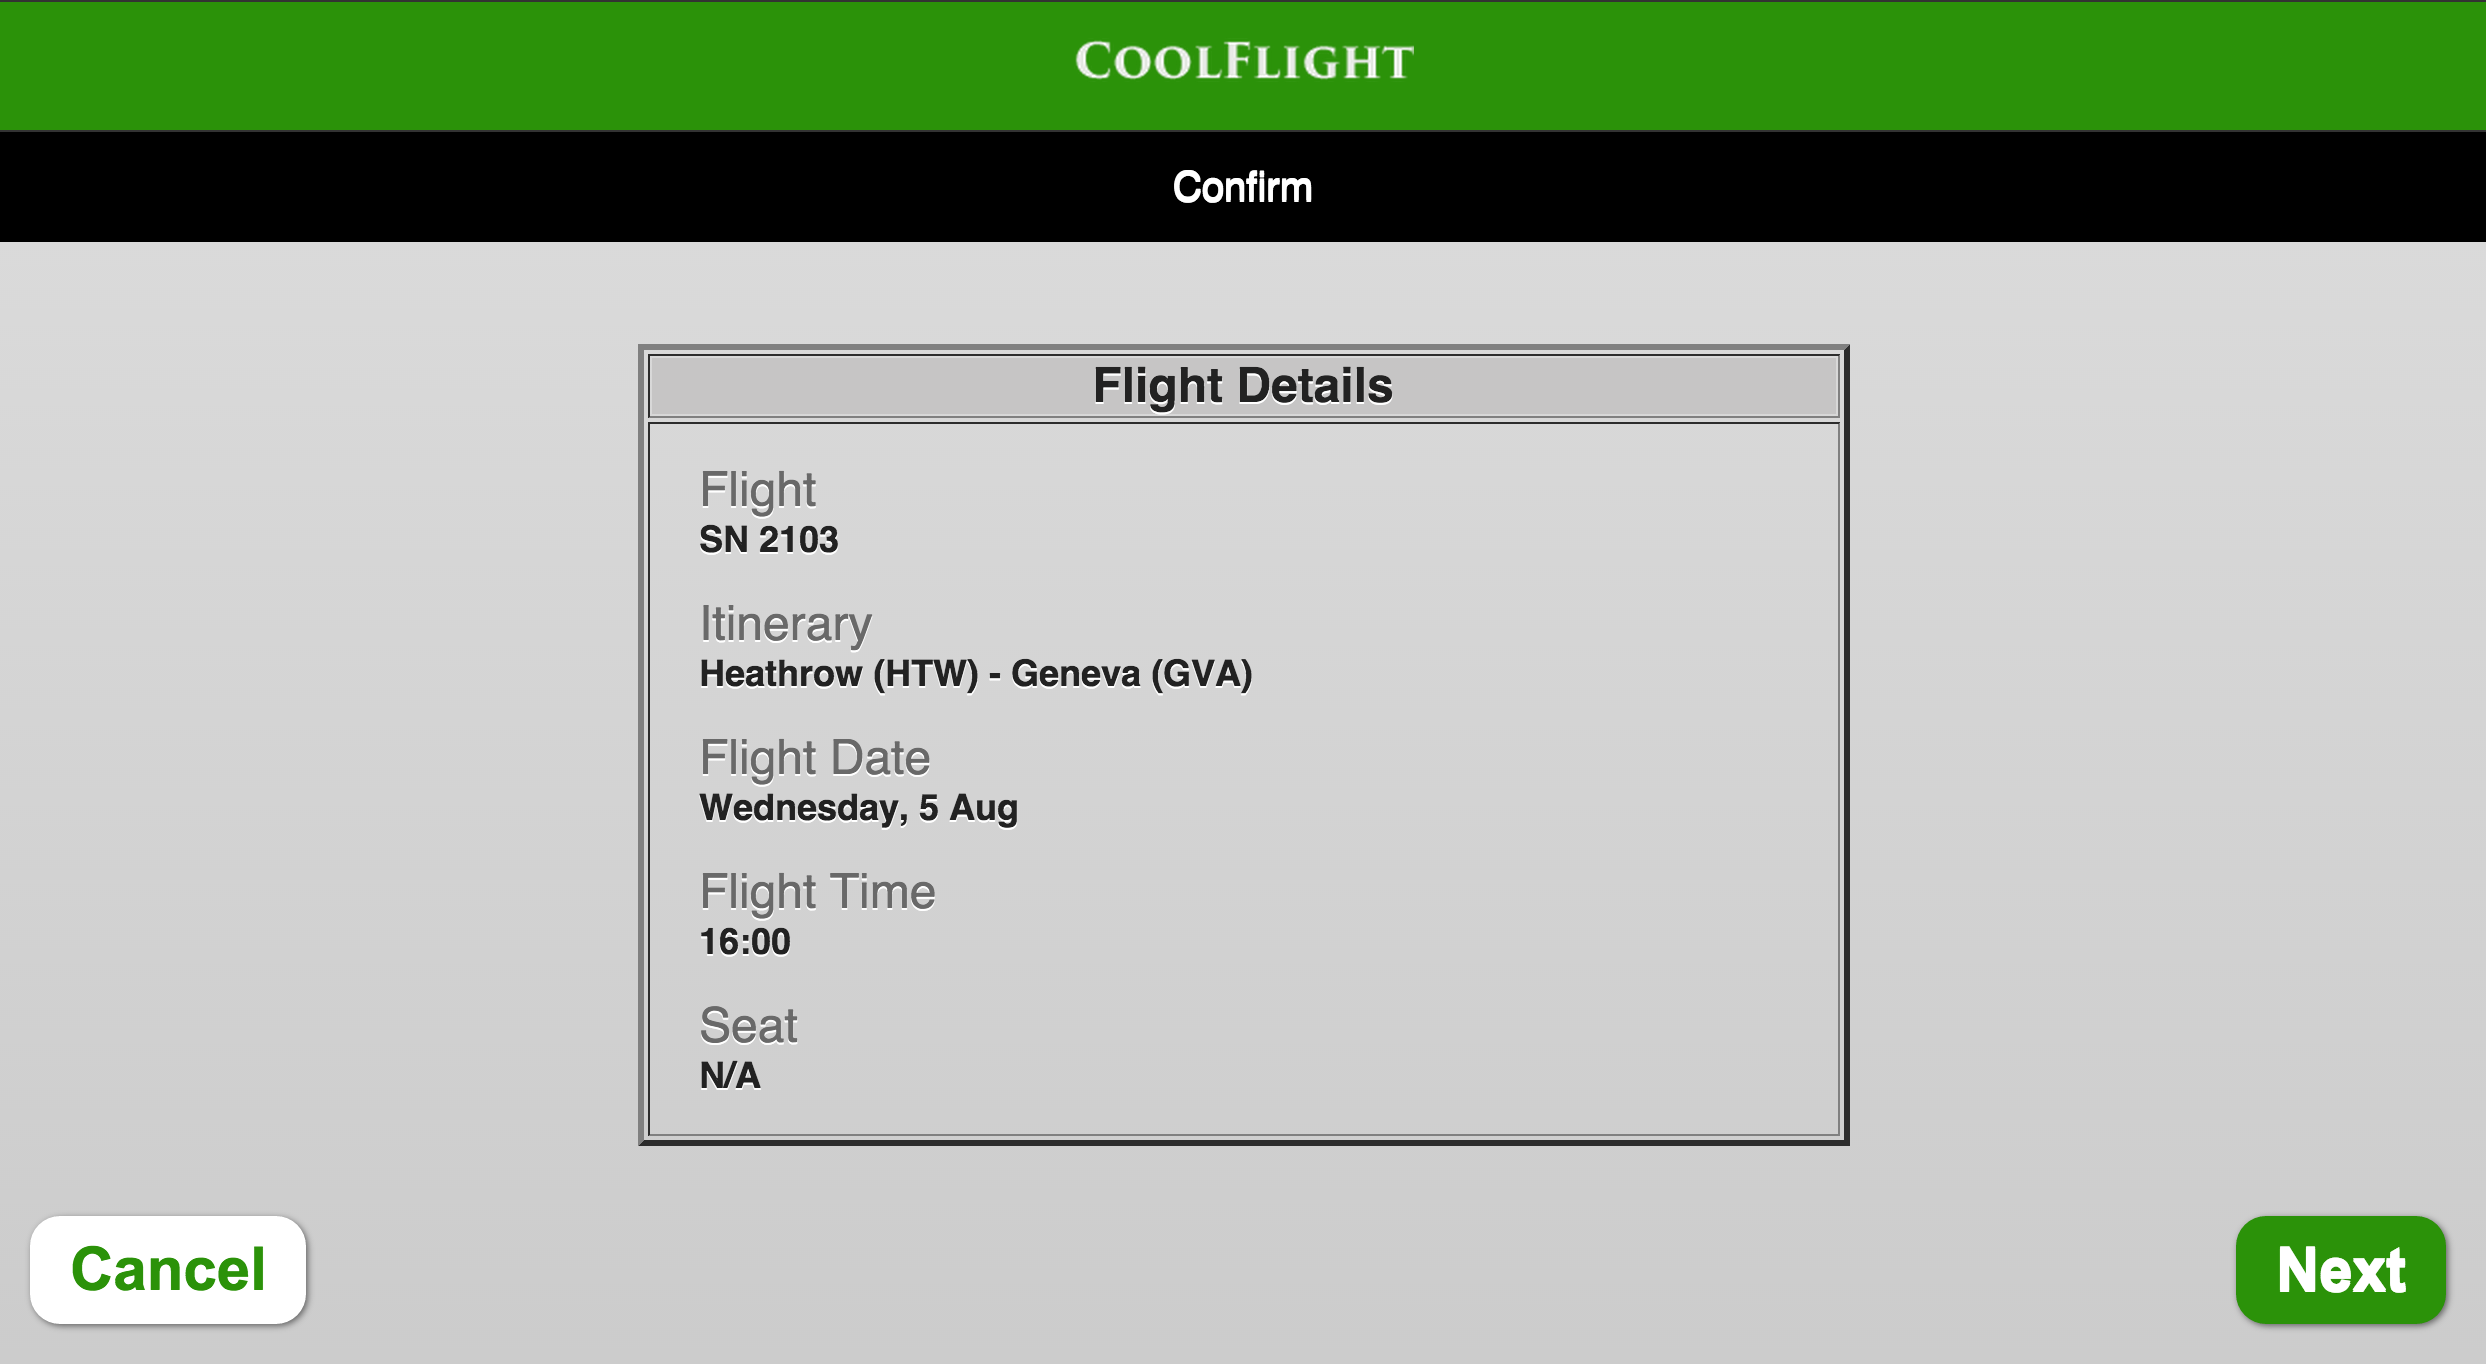 COOLFLIGHT
Confirm
Flight Details
Flight
SN 2103
Itinerary
Heathrow (HTW) - Geneva (GVA)
Flight Date
Wednesday, 5 Aug
Flight Time
16:00
Seat
N/A
Cancel
Next